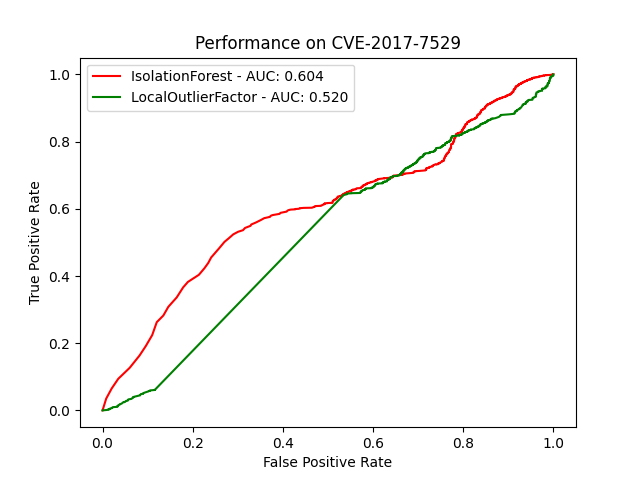 Performance on CVE-2017-7529
IsolationForest - AUC: 0.604
LocalOutlierFactor - AUC: 0.520
1.0
0.8
0.6
0.4
0.2
0.0
True Positive Rate
0.0 0.2 0.4 0.6 0.8 1.0
False Positive Rate